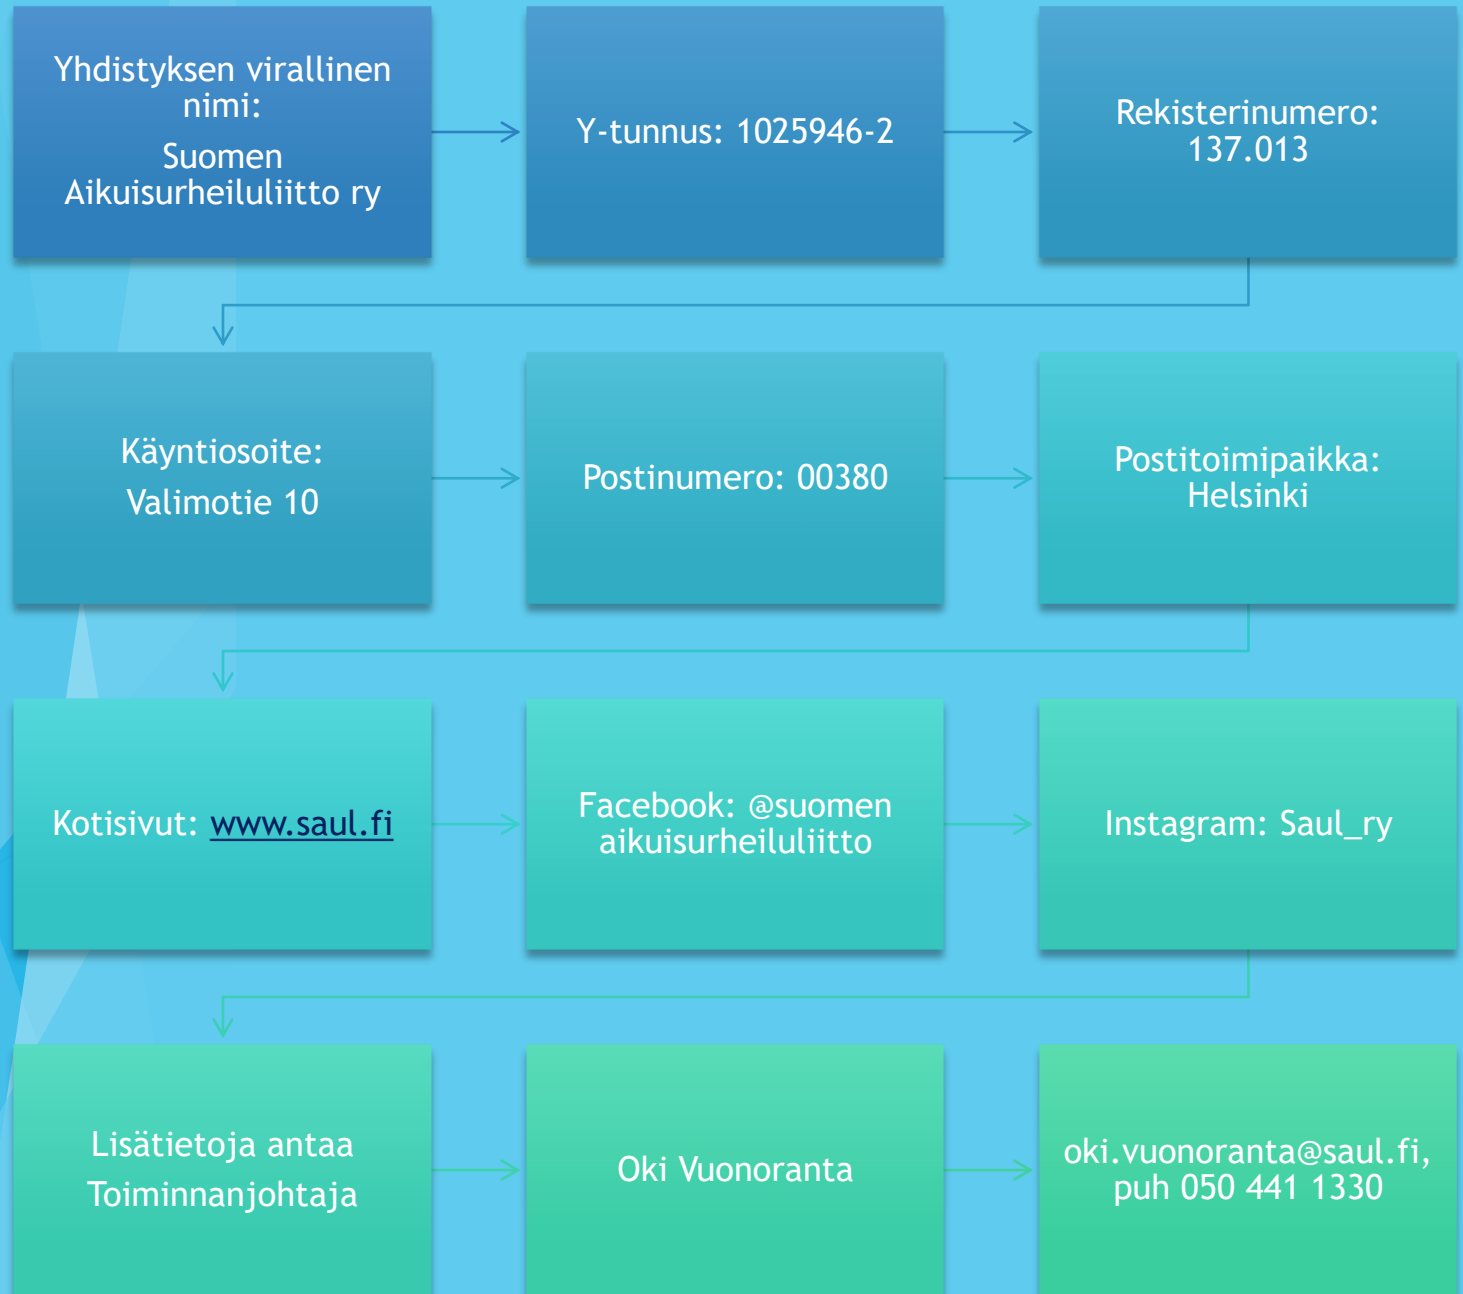 Yhdistyksen virallinen
nimi:
Suomen
Aikuisurheiluliitto ry
Y-tunnus: 1025946-2
Rekisterinumero:
137.013
Käyntiosoite:
Valimotie 10
Postinumero: 00380
Postitoimipaikka:
Helsinki
Kotisivut: www.saul.fi
Facebook: @suomen
aikuisurheiluliitto
Instagram: Saul_ry
Lisätietoja antaa
Toiminnanjohtaja
Oki Vuonoranta
oki.vuonoranta@saul.fi,
puh 050 441 1330